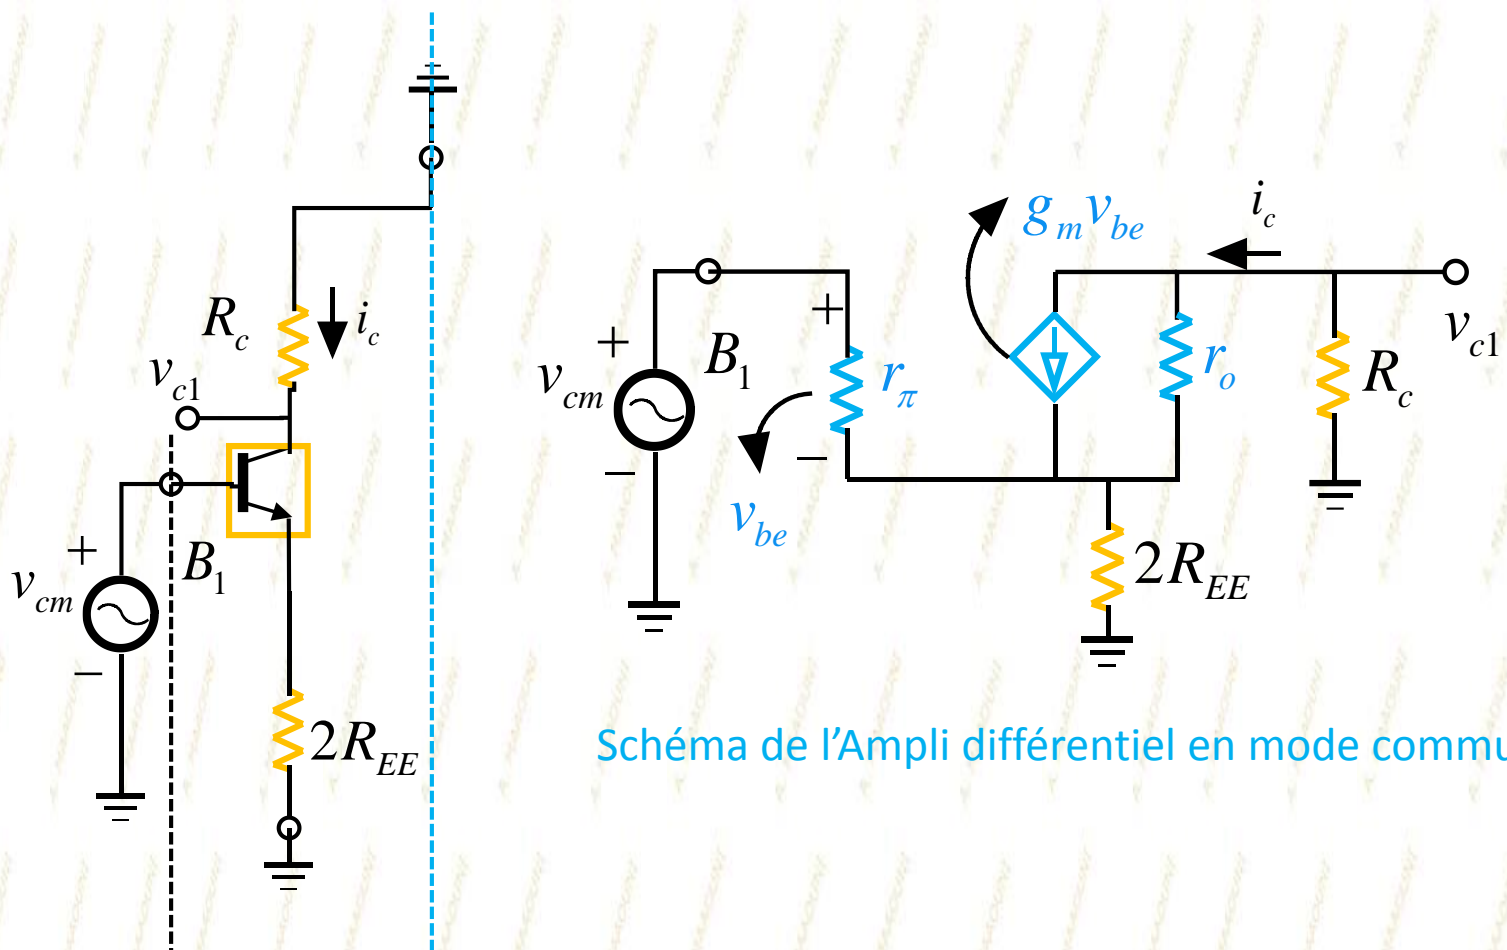 R_c
i_c
v_c1
B_1
+
v_cm
−
2R_EE
g_m v_be
i_c
+
+
v_cm
B_1
r_π
r_o
R_c
v_c1
−
−
v_be
2R_EE
Schéma de l'Ampli différentiel en mode commu